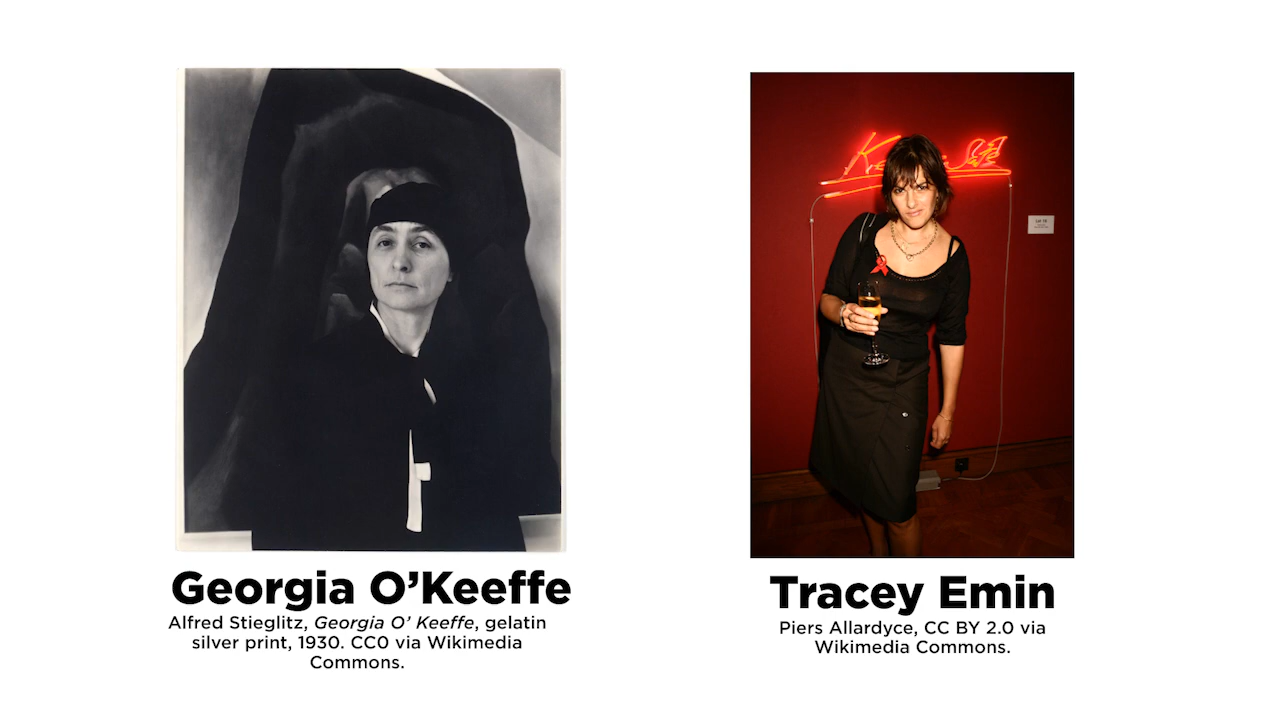 Georgia O’Keeffe
Alfred Stieglitz, Georgia O’ Keeffe, gelatin
silver print, 1930. CC0 via Wikimedia
Commons.
Tracey Emin
Piers Allardyce, CC BY 2.0 via
Wikimedia Commons.